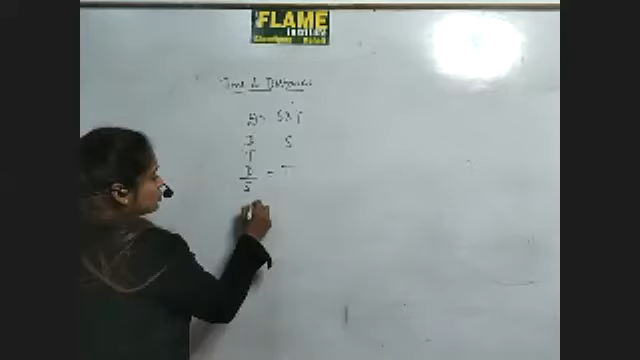 FLAME
Time & Distance
D = S x T
D S
T
D = T
S